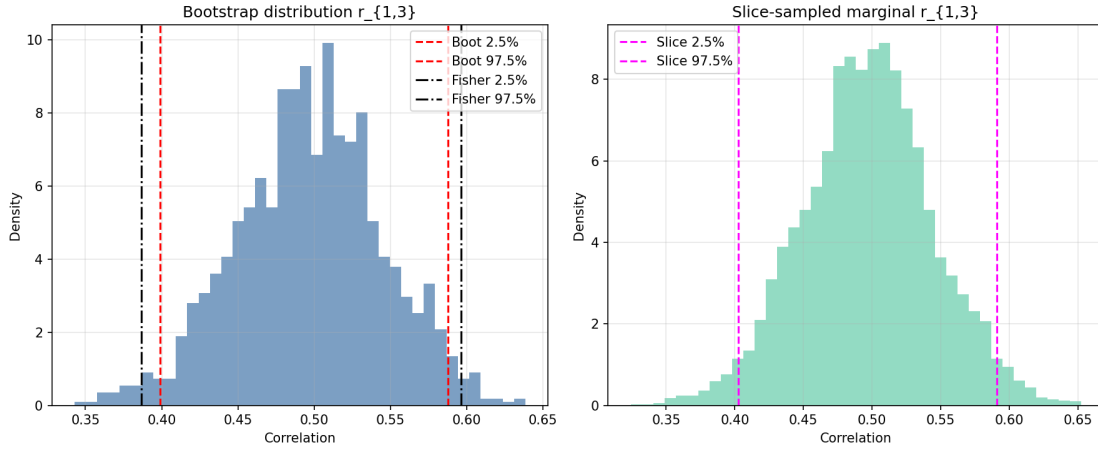 Bootstrap distribution r_{1,3}
Density
10
8
6
4
2
0
Boot 2.5%
Boot 97.5%
Fisher 2.5%
Fisher 97.5%
0.35 0.40 0.45 0.50 0.55 0.60 0.65
Correlation
Slice-sampled marginal r_{1,3}
Density
8
6
4
2
0
Slice 2.5%
Slice 97.5%
0.35 0.40 0.45 0.50 0.55 0.60 0.65
Correlation